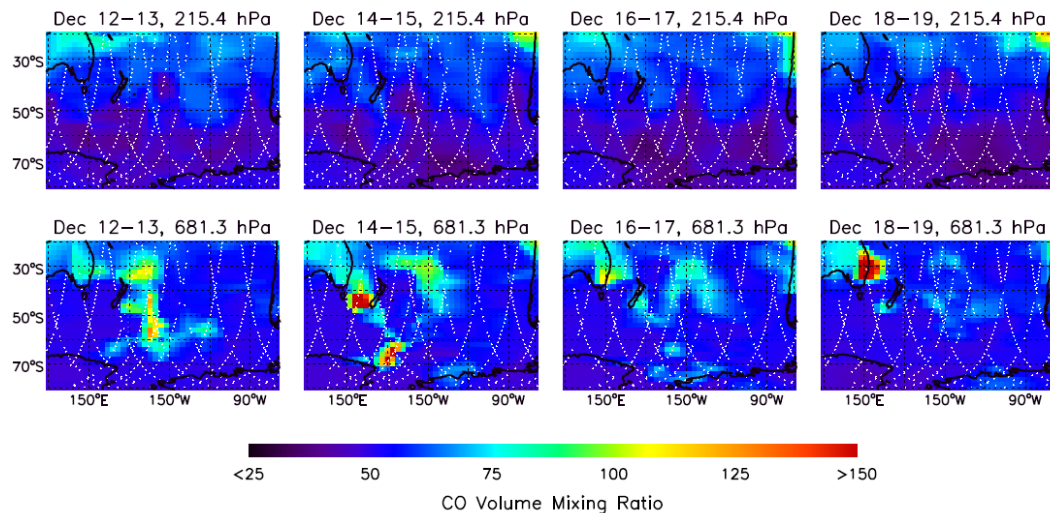 Dec 12-13, 215.4 hPa Dec 14-15, 215.4 hPa Dec 16-17, 215.4 hPa Dec 18-19, 215.4 hPa
30°S
50°S
70°S
Dec 12-13, 681.3 hPa Dec 14-15, 681.3 hPa Dec 16-17, 681.3 hPa Dec 18-19, 681.3 hPa
30°S
50°S
70°S
150°E 150°W 90°W 150°E 150°W 90°W 150°E 150°W 90°W 150°E 150°W 90°W
<25 50 75 100 125 >150
CO Volume Mixing Ratio